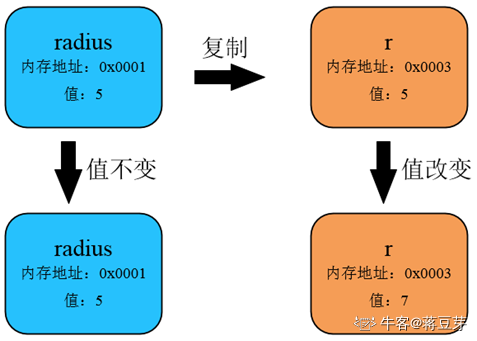 radius
内存地址：0x0001
值：5
复制
r
内存地址：0x0003
值：5
值不变
值改变
radius
内存地址：0x0001
值：5
r
内存地址：0x0003
值：7
牛客@蒋豆芽